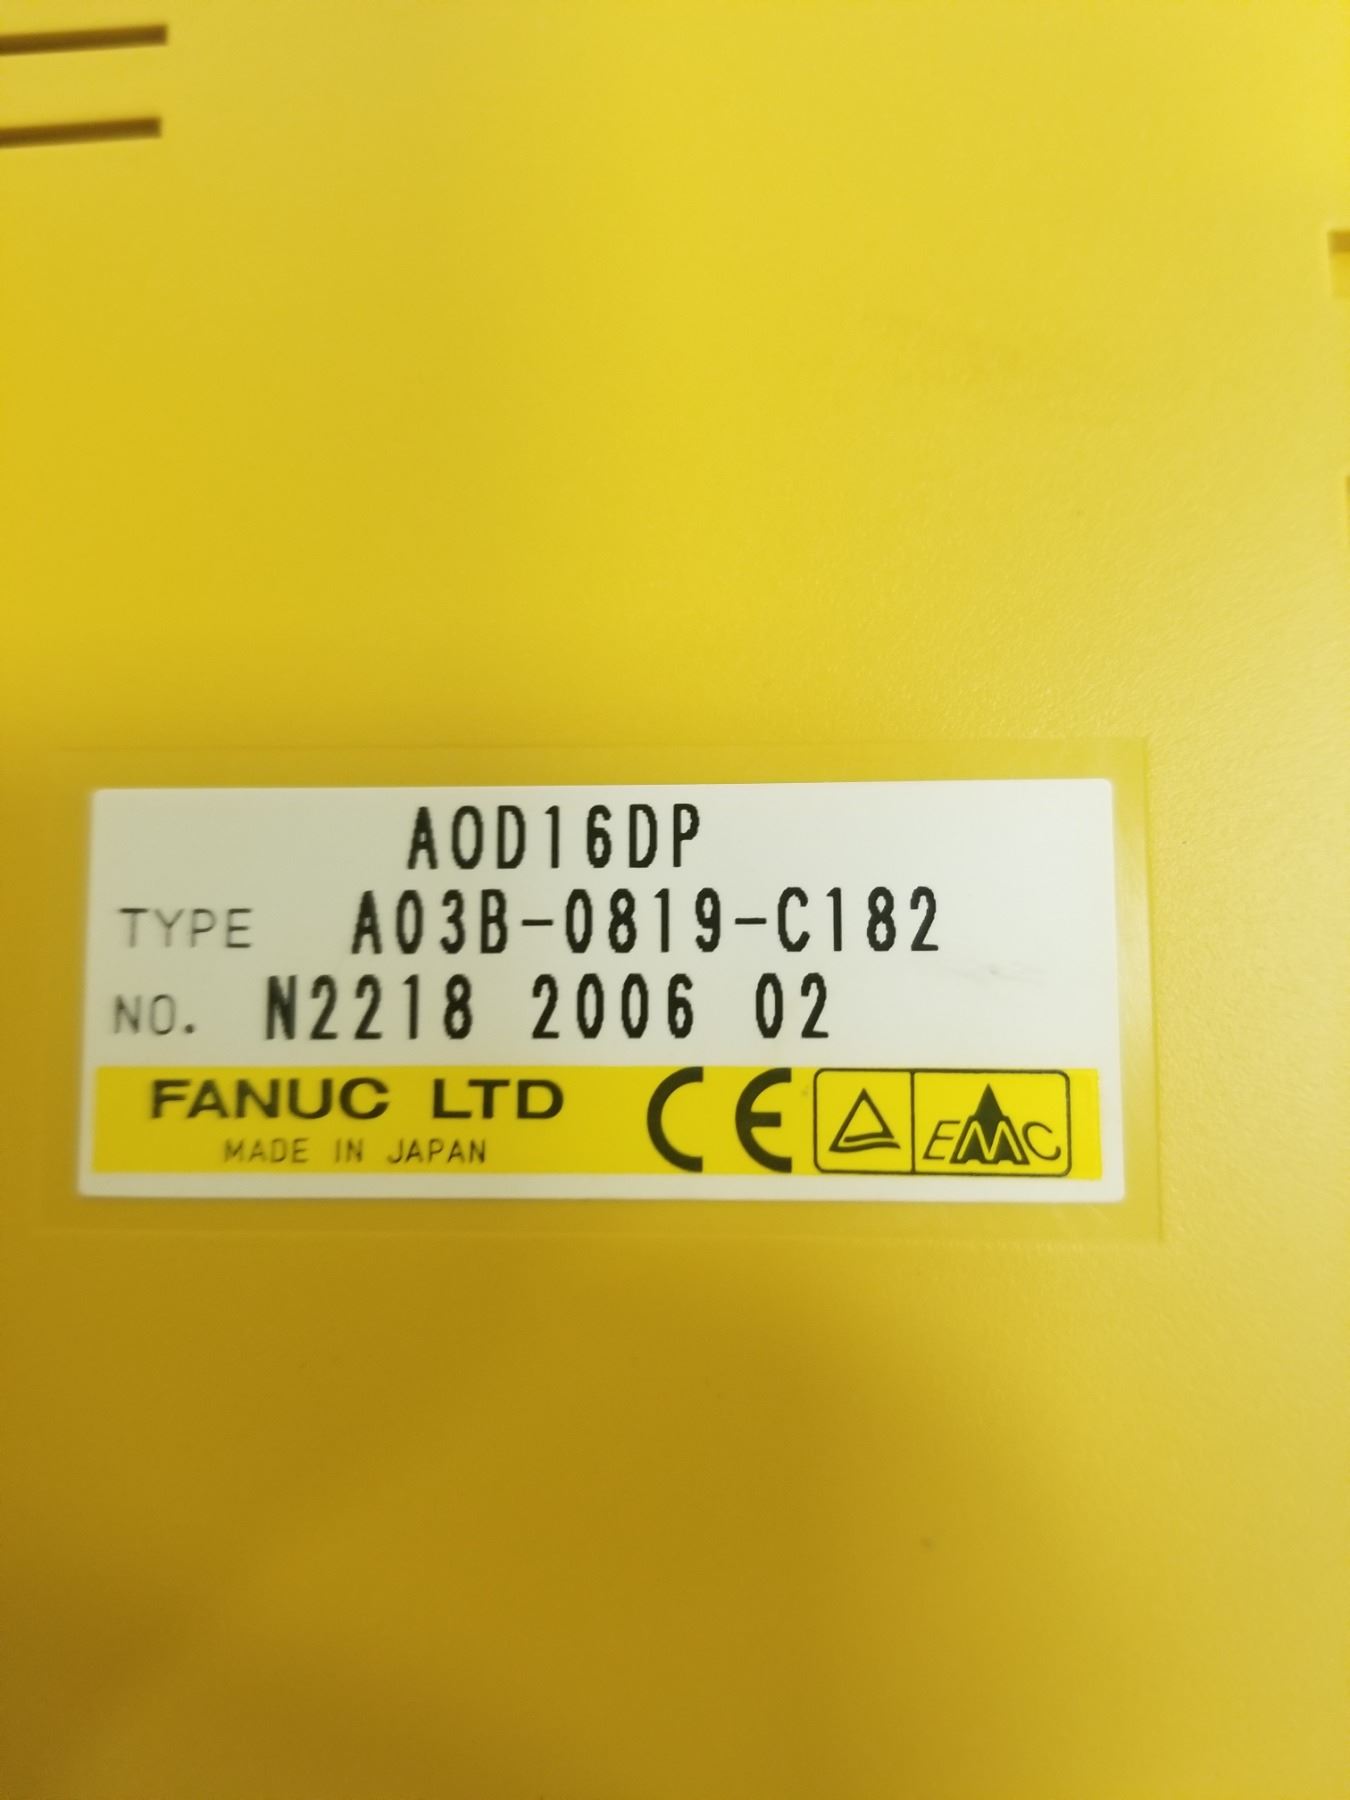 AOD16DP
TYPE A03B-0819-C182
NO. N2218 2006 02
FANUC LTD CE EMC
MADE IN JAPAN